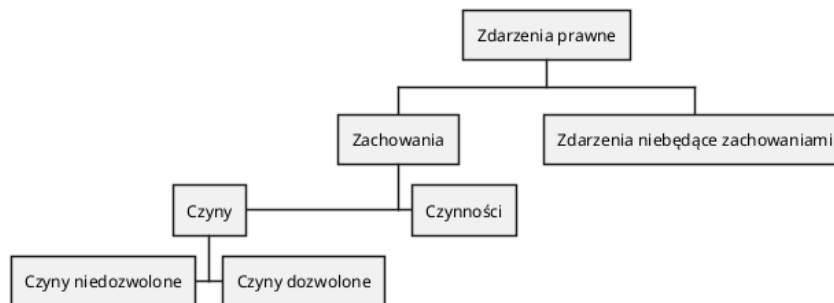 Zdarzenia prawne
Zachowania
Zdarzenia niebędące zachowaniami
Czyny
Czynności
Czyny niedozwolone
Czyny dozwolone